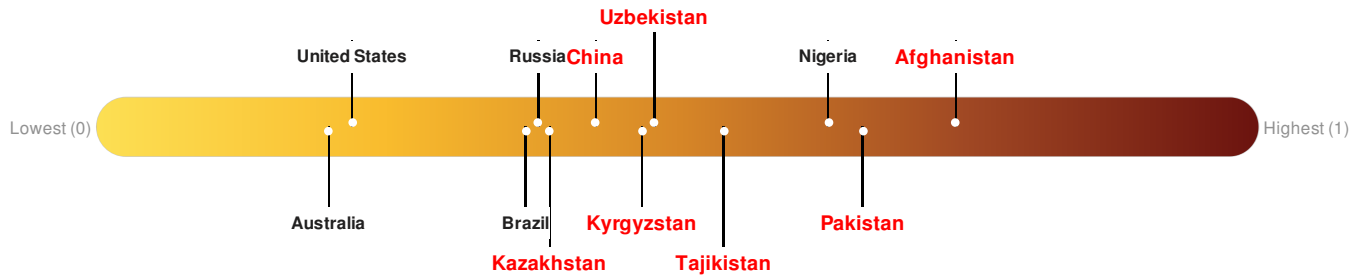 Uzbekistan
United States
Russia
China
Nigeria
Afghanistan
Lowest (0)
Highest (1)
Australia
Brazil
Kyrgyzstan
Pakistan
Kazakhstan
Tajikistan